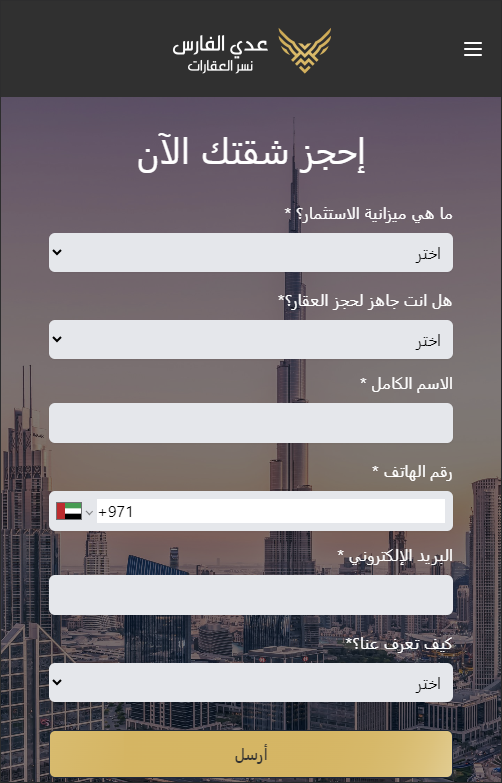 عدي الفارس
نسر العقارات
إحجز شقتك الآن
ما هي ميزانية الاستثمار؟ *
اختر
هل انت جاهز لحجز العقار؟*
اختر
الاسم الكامل *
رقم الهاتف *
+971
البريد الإلكتروني *
كيف تعرف عنا؟*
اختر
أرسل